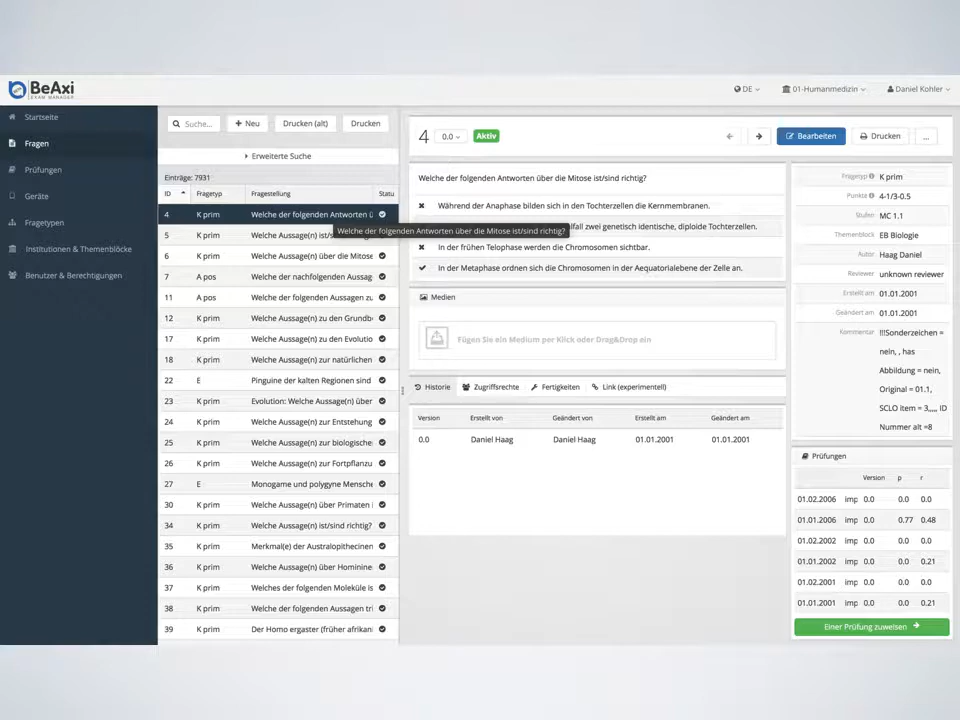 BeAxi
EXAM MANAGER
DE
01-Humanmedizin
Daniel Kohler
Startseite
Fragen
Prüfungen
Geräte
Fragetypen
Institutionen & Themenblöcke
Benutzer & Berechtigungen
Suche...
+ Neu
Drucken (alt)
Drucken
Erweiterte Suche
Einträge: 7931
ID Fragetyp Fragestellung Statu
4 K prim Welche der folgenden Antworten ü
5 K prim Welche Aussage(n) ist/s
6 K prim Welche Aussage(n) über die Mitose
7 A pos Welche der nachfolgenden Aussag
11 A pos Welche der folgenden Aussagen zu
12 K prim Welche Aussage(n) zu den Grundb
17 K prim Welche Aussage(n) zu den Evolutio
18 K prim Welche Aussage(n) zur natürlichen
22 E Pinguine der kalten Regionen sind
23 K prim Evolution: Welche Aussage(n) über
24 K prim Welche Aussage(n) zur Entstehung
25 K prim Welche Aussage(n) zur biologische
26 K prim Welche Aussage(n) zur Fortpflanzu
27 E Monogame und polygyne Mensche
30 K prim Welche Aussage(n) über Primaten
34 K prim Welche Aussage(n) ist/sind richtig?
35 K prim Merkmal(e) der Australopithecinen
36 K prim Welche Aussage(n) über Hominine
37 K prim Welches der folgenden Moleküle is
38 K prim Welche der folgenden Aussagen tri
39 K prim Der Homo ergaster (früher afrikan
4 0.0 Aktiv
Bearbeiten
Drucken
...
Welche der folgenden Antworten über die Mitose ist/sind richtig?
Während der Anaphase bilden sich in den Tochterzellen die Kernmembranen.
Welche der folgenden Antworten über die Mitose ist/sind richtig?
lfall zwei genetisch identische, diploide Tochterzellen.
In der frühen Telophase werden die Chromosomen sichtbar.
In der Metaphase ordnen sich die Chromosomen in der Aequatorialebene der Zelle an.
Medien
Fügen Sie ein Medium per Klick oder Drag&Drop ein
Historie
Zugriffsrechte
Fertigkeiten
Link (experimentell)
Version Erstellt von Geändert von Erstellt am Geändert am
0.0 Daniel Haag Daniel Haag 01.01.2001 01.01.2001
Fragetyp K prim
Punkte 4-1/3-0.5
Stufen MC 1.1
Themenblock EB Biologie
Autor Haag Daniel
Reviewer unknown reviewer
Erstellt am 01.01.2001
Geändert am 01.01.2001
Kommentar !!!Sonderzeichen =
nein, , has
Abbildung = nein,
Original = 01.1,
SCLO item = 3,,,,, ID
Nummer alt =8
Prüfungen
Version p r
01.02.2006 imp 0.0 0.0 0.0
01.01.2006 imp 0.0 0.77 0.48
01.02.2002 imp 0.0 0.0 0.0
01.01.2002 imp 0.0 0.0 0.21
01.02.2001 imp 0.0 0.0 0.0
01.01.2001 imp 0.0 0.0 0.21
Einer Prüfung zuweisen